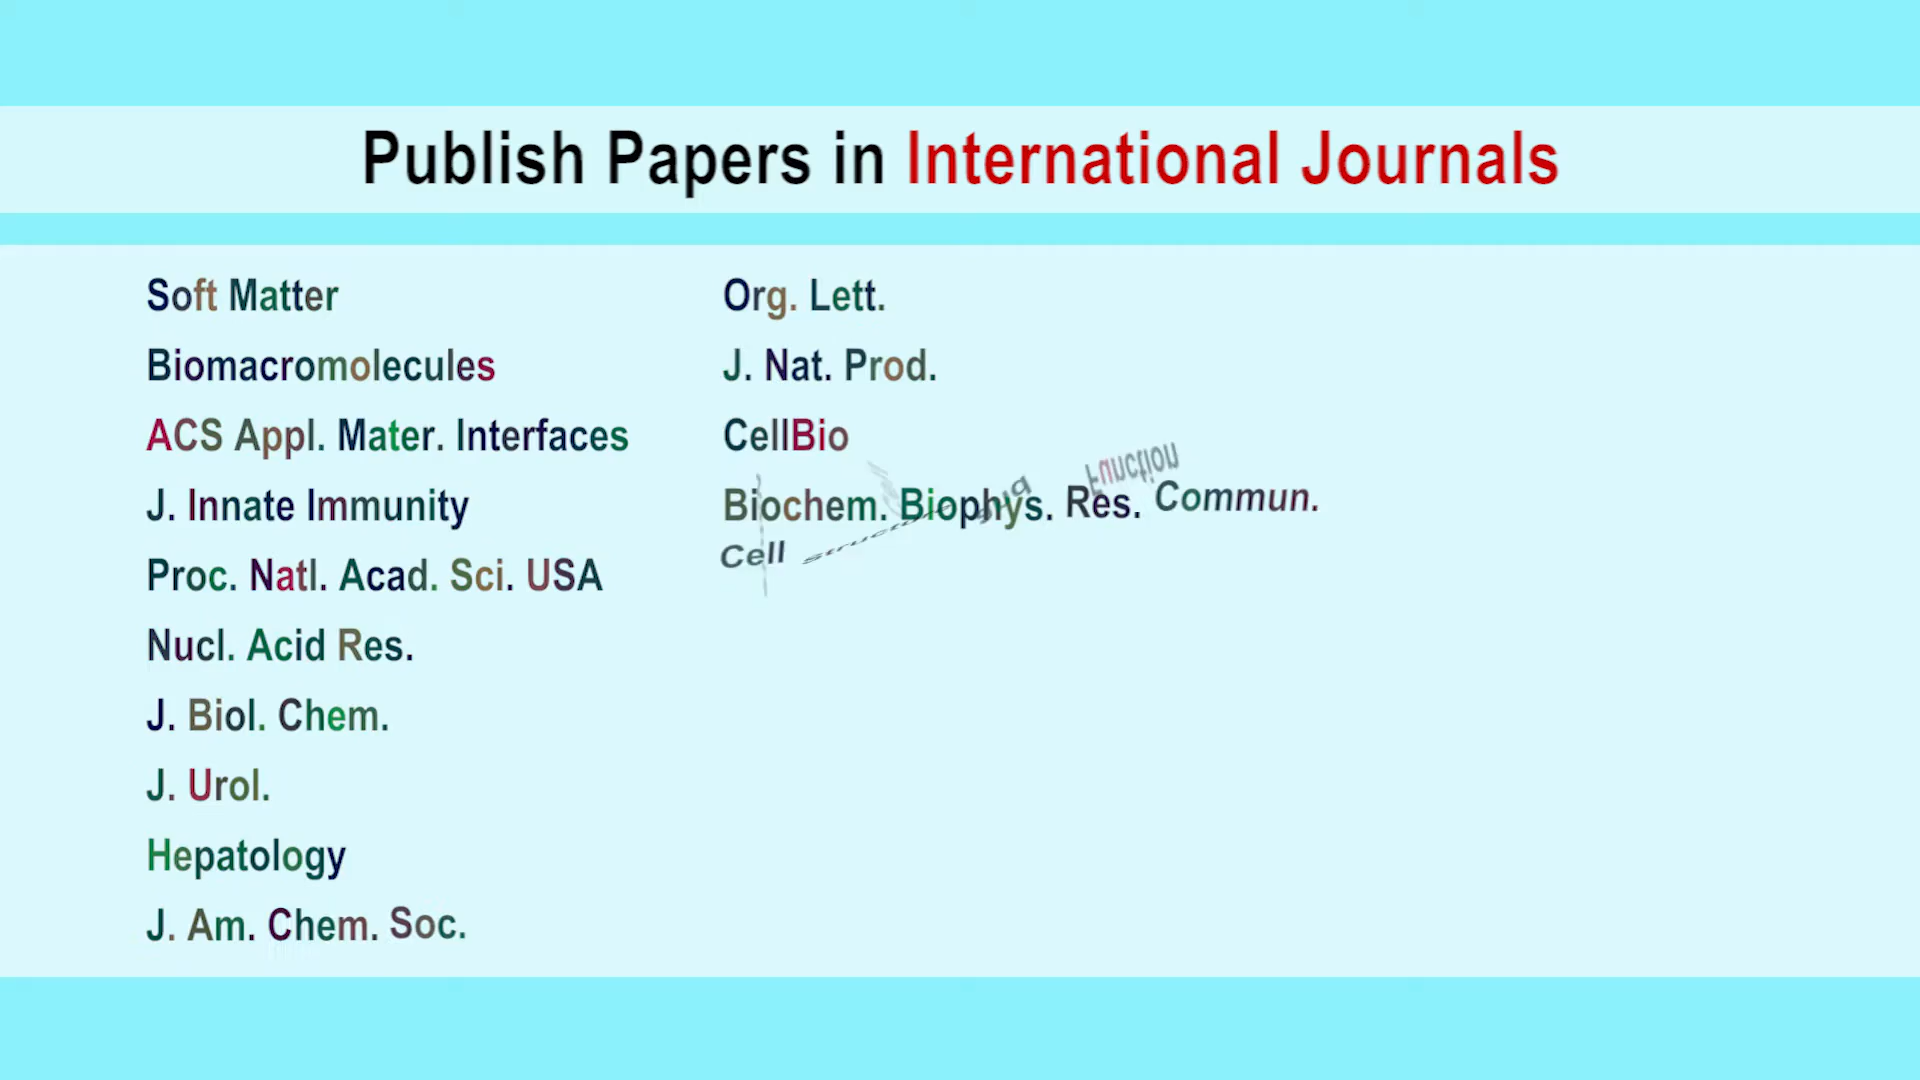 Publish Papers in International Journals
Soft Matter
Biomacromolecules
ACS Appl. Mater. Interfaces
J. Innate Immunity
Proc. Natl. Acad. Sci. USA
Nucl. Acid Res.
J. Biol. Chem.
J. Urol.
Hepatology
J. Am. Chem. Soc.
Org. Lett.
J. Nat. Prod.
CellBio
Biochem. Biophys. Res. Commun.
Cell Structure and Function